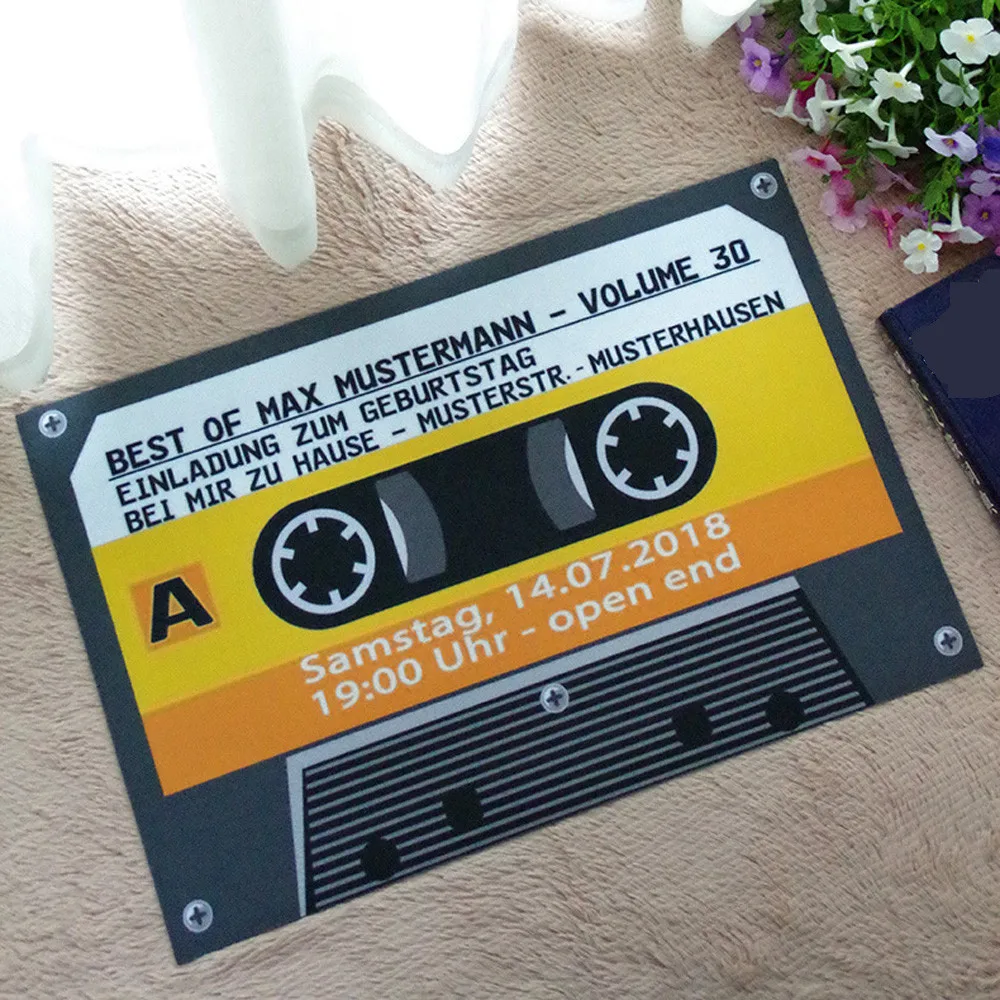 BEST OF MAX MUSTERMANN - VOLUME 30
EINLADUNG ZUM GEBURTSTAG
BEI MIR ZU HAUSE - MUSTERSTR. - MUSTERHAUSEN
A
Samstag, 14.07.2018
19:00 Uhr - open end